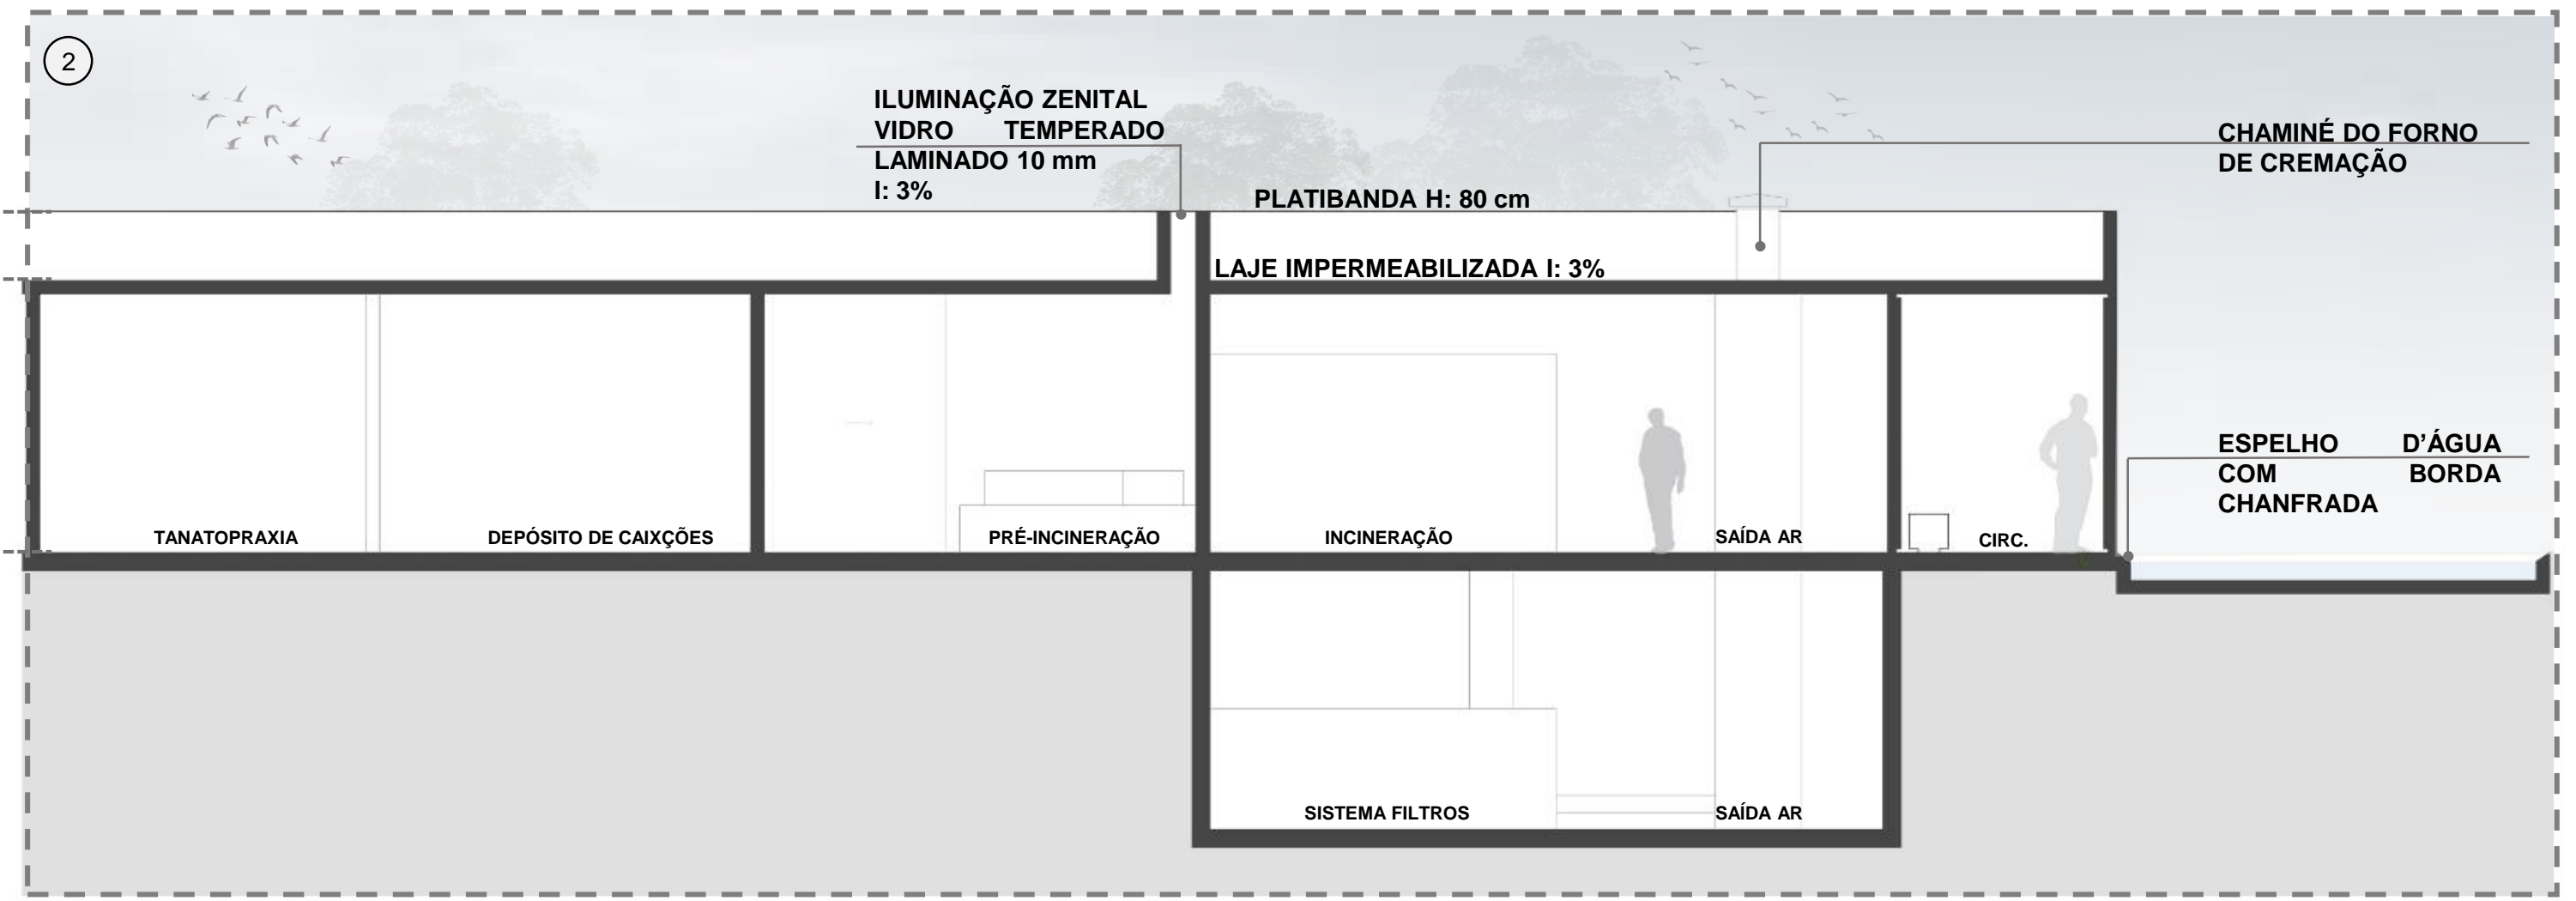 2
ILUMINAÇÃO ZENITAL
VIDRO TEMPERADO
LAMINADO 10 mm
I: 3%
CHAMINÉ DO FORNO
DE CREMAÇÃO
PLATIBANDA H: 80 cm
LAJE IMPERMEABILIZADA I: 3%
ESPELHO D’ÁGUA
COM BORDA
CHANFRADA
TANATOPRAXIA
DEPÓSITO DE CAIXÇÕES
PRÉ-INCINERAÇÃO
INCINERAÇÃO
SAÍDA AR
CIRC.
SISTEMA FILTROS
SAÍDA AR